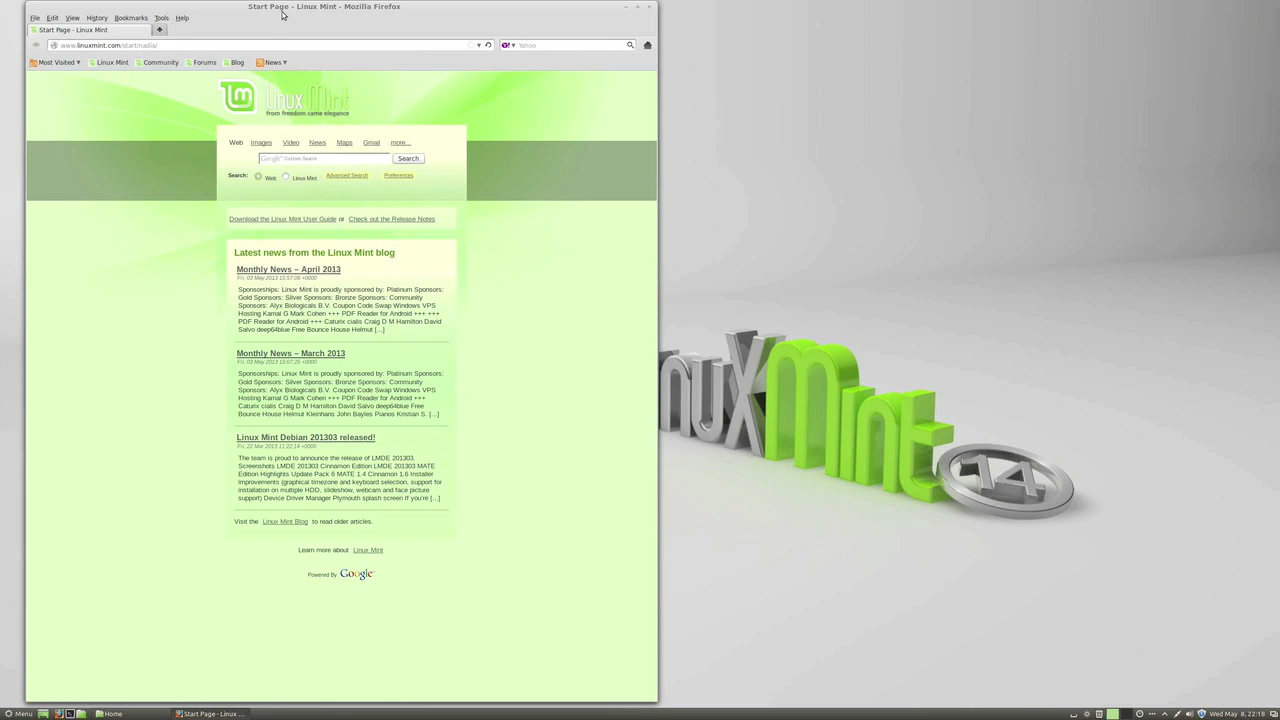 Start Page - Linux Mint - Mozilla Firefox
File Edit View History Bookmarks Tools Help
Start Page - Linux Mint
www.linuxmint.com/start/nadia/
Yahoo
Most Visited Linux Mint Community Forums Blog News
Linux Mint
from freedom came elegance
Web Images Video News Maps Gmail more...
Google™ Custom Search Search
Search: Web Linux Mint Advanced Search Preferences
Download the Linux Mint User Guide or Check out the Release Notes
Latest news from the Linux Mint blog
Monthly News – April 2013
Fri, 03 May 2013 15:57:08 +0000
Sponsorships: Linux Mint is proudly sponsored by: Platinum Sponsors:
Gold Sponsors: Silver Sponsors: Bronze Sponsors: Community
Sponsors: Alyx Biologicals B.V. Coupon Code Swap Windows VPS
Hosting Kamal G Mark Cohen +++ PDF Reader for Android +++ +++
PDF Reader for Android +++ Caturix cialis Craig D M Hamilton David
Salvo deep64blue Free Bounce House Helmut [...]
Monthly News – March 2013
Fri, 03 May 2013 15:07:25 +0000
Sponsorships: Linux Mint is proudly sponsored by: Platinum Sponsors:
Gold Sponsors: Silver Sponsors: Bronze Sponsors: Community
Sponsors: Alyx Biologicals B.V. Coupon Code Swap Windows VPS
Hosting Kamal G Mark Cohen +++ PDF Reader for Android +++
Caturix cialis Craig D M Hamilton David Salvo deep64blue Free
Bounce House Helmut Kleinhans John Bayles Pianos Kristian S. [...]
Linux Mint Debian 201303 released!
Fri, 22 Mar 2013 11:22:14 +0000
The team is proud to announce the release of LMDE 201303.
Screenshots LMDE 201303 Cinnamon Edition LMDE 201303 MATE
Edition Highlights Update Pack 6 MATE 1.4 Cinnamon 1.6 Installer
improvements (graphical timezone and keyboard selection, support for
installation on multiple HDD, slideshow, webcam and face picture
support) Device Driver Manager Plymouth splash screen If you're [...]
Visit the Linux Mint Blog to read older articles.
Learn more about Linux Mint
Powered By Google™
inux Mint 14
Menu Home Start Page - Linux ... Wed May 8, 22:18